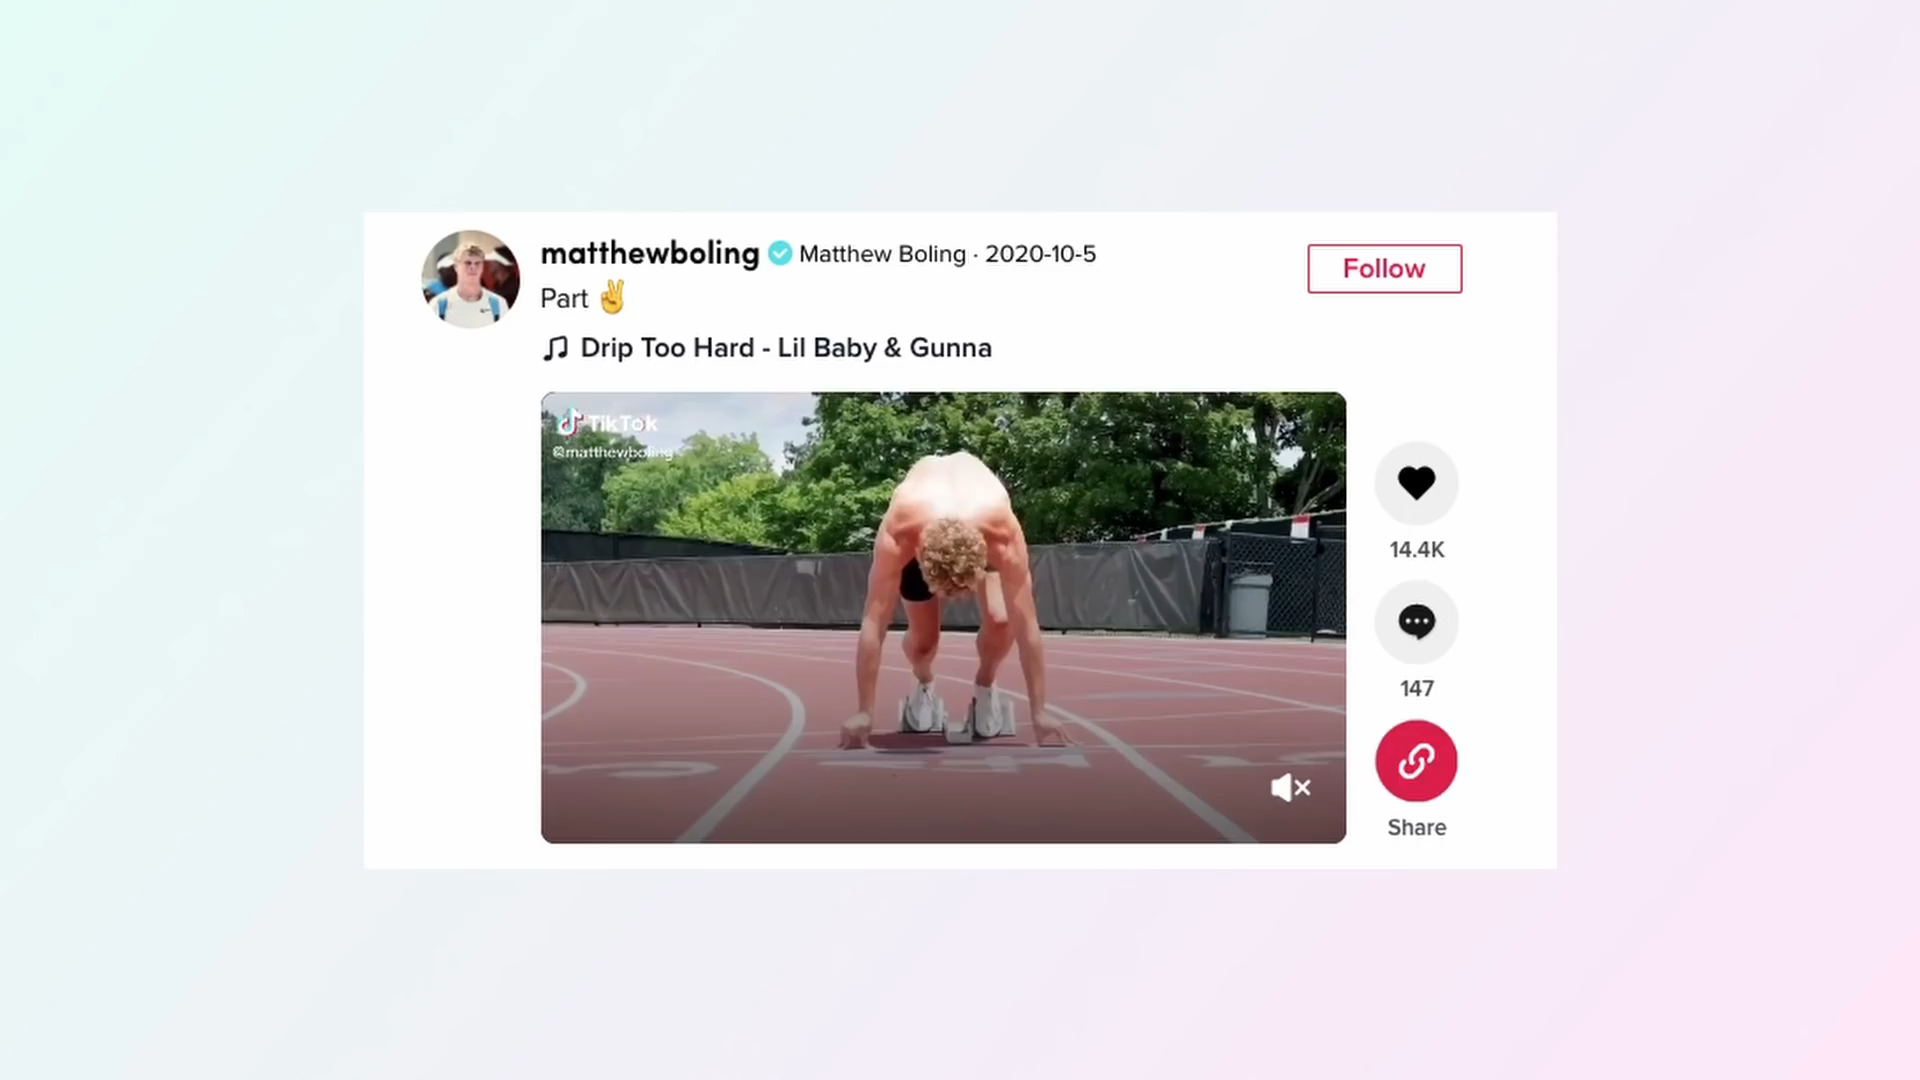 matthewboling Matthew Boling · 2020-10-5
Follow
Part ✌️
Drip Too Hard - Lil Baby & Gunna
TikTok
@matthewboling
14.4K
147
Share